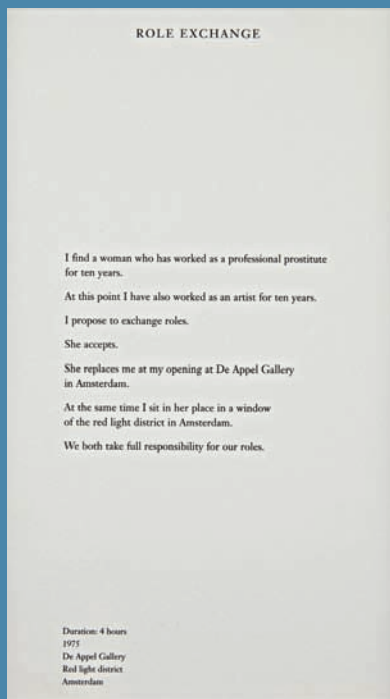 ROLE EXCHANGE
I find a woman who has worked as a professional prostitute
for ten years.
At this point I have also worked as an artist for ten years.
I propose to exchange roles.
She accepts.
She replaces me at my opening at De Appel Gallery
in Amsterdam.
At the same time I sit in her place in a window
of the red light district in Amsterdam.
We both take full responsibility for our roles.
Duration: 4 hours
1975
De Appel Gallery
Red light district
Amsterdam